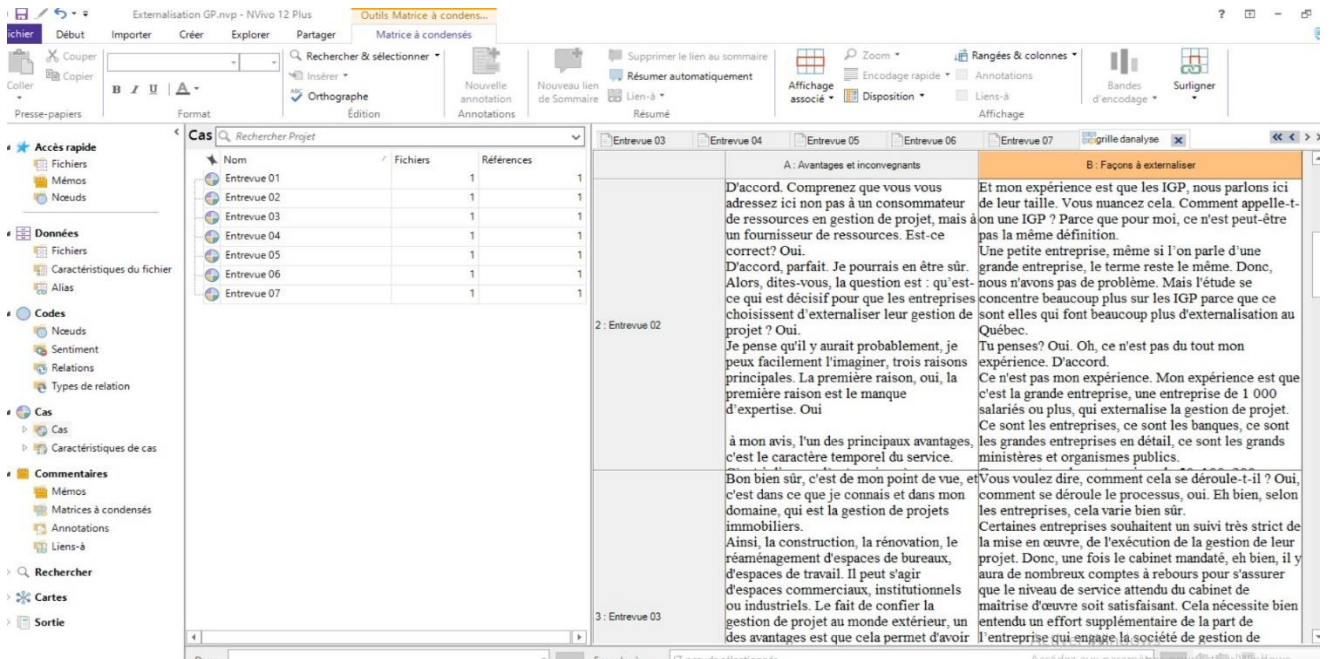 Externalisation GP.nvp - NVivo 12 Plus
Outils Matrice à condens...
ichier Début Importer Créer Explorer Partager Matrice à condensés
Coller
Couper
Copier
Presse-papiers
B I U A
Format
Rechercher & sélectionner
Insérer
Orthographe
Édition
Nouvelle annotation
Annotations
Nouveau lien de Sommaire
Supprimer le lien au sommaire
Résumer automatiquement
Lien-à
Résumé
Affichage associé
Zoom
Encodage rapide
Disposition
Rangées & colonnes
Annotations
Liens-à
Affichage
Bandes d'encodage
Surligner
Accès rapide
Fichiers
Mémos
Nœuds
Données
Fichiers
Caractéristiques du fichier
Alias
Codes
Nœuds
Sentiment
Relations
Types de relation
Cas
Cas
Caractéristiques de cas
Commentaires
Mémos
Matrices à condensés
Annotations
Liens-à
Rechercher
Cartes
Sortie
Cas Rechercher Projet
Nom / Fichiers Références
Entrevue 01 1 1
Entrevue 02 1 1
Entrevue 03 1 1
Entrevue 04 1 1
Entrevue 05 1 1
Entrevue 06 1 1
Entrevue 07 1 1
Entrevue 03 Entrevue 04 Entrevue 05 Entrevue 06 Entrevue 07 grille danalyse
A : Avantages et inconvegnants
B : Façons à externaliser
2 : Entrevue 02
D'accord. Comprenez que vous vous
adressez ici non pas à un consommateur
de ressources en gestion de projet, mais à
un fournisseur de ressources. Est-ce
correct? Oui.
D'accord, parfait. Je pourrais en être sûr.
Alors, dites-vous, la question est : qu'est-
ce qui est décisif pour que les entreprises
choisissent d'externaliser leur gestion de
projet ? Oui.
Je pense qu'il y aurait probablement, je
peux facilement l'imaginer, trois raisons
principales. La première raison, oui, la
première raison est le manque
d'expertise. Oui
à mon avis, l'un des principaux avantages,
c'est le caractère temporel du service.
Et mon expérience est que les IGP, nous parlons ici
de leur taille. Vous nuancez cela. Comment appelle-t-
on une IGP ? Parce que pour moi, ce n'est peut-être
pas la même définition.
Une petite entreprise, même si l'on parle d'une
grande entreprise, le terme reste le même. Donc,
nous n'avons pas de problème. Mais l'étude se
concentre beaucoup plus sur les IGP parce que ce
sont elles qui font beaucoup plus d'externalisation au
Québec.
Tu penses? Oui. Oh, ce n'est pas du tout mon
expérience. D'accord.
Ce n'est pas mon expérience. Mon expérience est que
c'est la grande entreprise, une entreprise de 1 000
salariés ou plus, qui externalise la gestion de projet.
Ce sont les entreprises, ce sont les banques, ce sont
les grandes entreprises en détail, ce sont les grands
ministères et organismes publics.
3 : Entrevue 03
Bon bien sûr, c'est de mon point de vue, et
c'est dans ce que je connais et dans mon
domaine, qui est la gestion de projets
immobiliers.
Ainsi, la construction, la rénovation, le
réaménagement d'espaces de bureaux,
d'espaces de travail. Il peut s'agir
d'espaces commerciaux, institutionnels
ou industriels. Le fait de confier la
gestion de projet au monde extérieur, un
des avantages est que cela permet d'avoir
Vous voulez dire, comment cela se déroule-t-il ? Oui,
comment se déroule le processus, oui. Eh bien, selon
les entreprises, cela varie bien sûr.
Certaines entreprises souhaitent un suivi très strict de
la mise en œuvre, de l'exécution de la gestion de leur
projet. Donc, une fois le cabinet mandaté, eh bien, il y
aura de nombreux comptes à rebours pour s'assurer
que le niveau de service attendu du cabinet de
maîtrise d'œuvre soit satisfaisant. Cela nécessite bien
entendu un effort supplémentaire de la part de
l'entreprise qui engage la société de gestion de